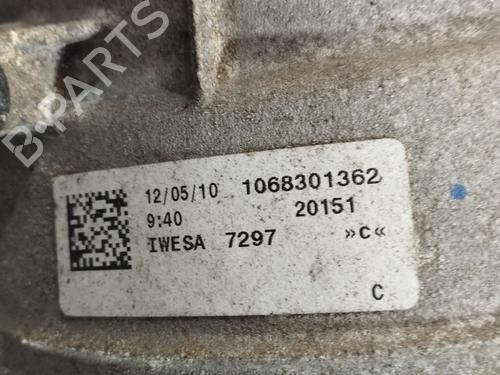 B-PARTS
12/05/10 1068301362
9:40 20151
IWESA 7297 »C«
C